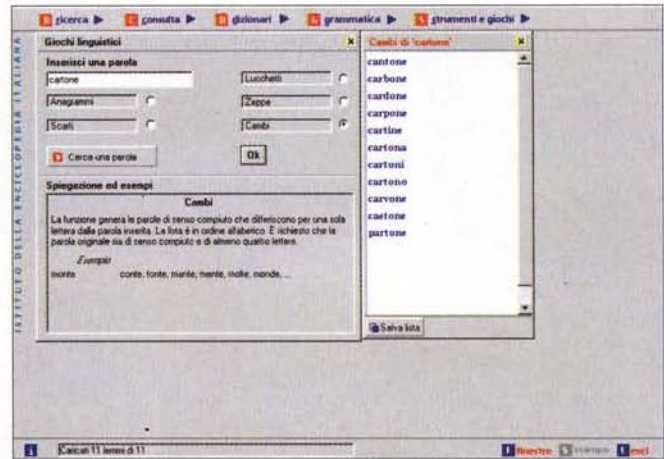 ricerca consulta dizionari grammatica strumenti e giochi
ISTITUTO DELLA ENCICLOPEDIA ITALIANA
Giochi linguistici
Inserisci una parola
cartone
Lucchetti
Anagrammi
Zeppe
Scarti
Cambi
Cerca una parola
Ok
Spiegazione ed esempi
Cambi
La funzione genera le parole di senso compiuto che differiscono per una sola
lettera dalla parola inserita. La lista è in ordine alfabetico. È richiesto che la
parola originale sia di senso compiuto e di almeno quattro lettere.
Esempio
monte conte, fonte, mante, mente, molte, monde, ...
Cambi di 'cartone'
cantone
carbone
cardone
carpone
cartine
cartona
cartoni
cartono
carvone
castone
partone
Salva lista
Caricati 11 lemmi di 11
finestre stampa esci